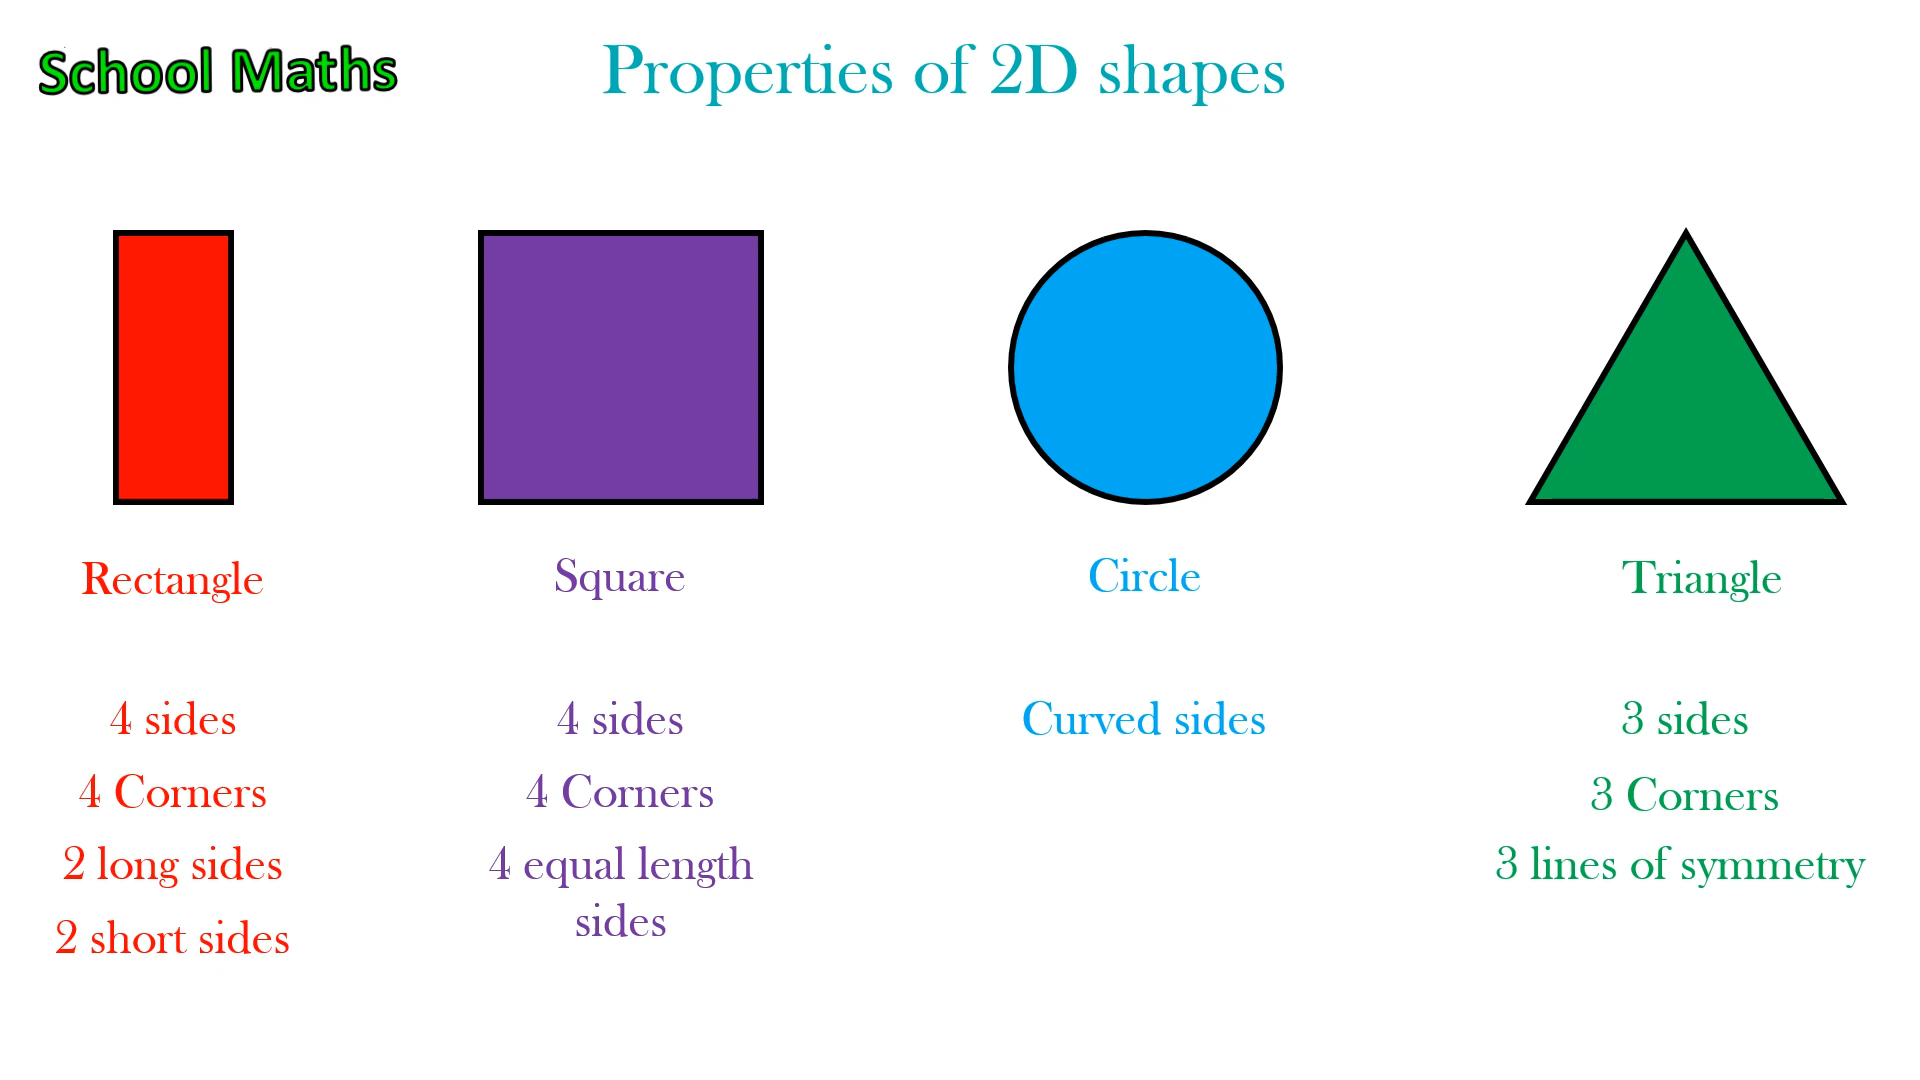 School Maths
Properties of 2D shapes
Rectangle
4 sides
4 Corners
2 long sides
2 short sides
Square
4 sides
4 Corners
4 equal length
sides
Circle
Curved sides
Triangle
3 sides
3 Corners
3 lines of symmetry